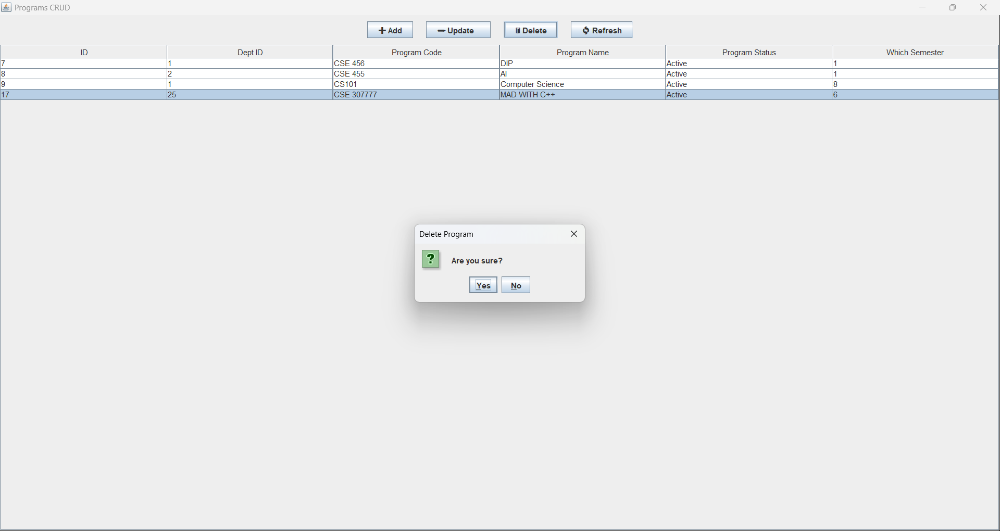 Programs CRUD
Add Update Delete Refresh
ID Dept ID Program Code Program Name Program Status Which Semester
7 1 CSE 456 DIP Active 1
8 2 CSE 455 AI Active 1
9 1 CS101 Computer Science Active 8
17 25 CSE 307777 MAD WITH C++ Active 6
Delete Program
? Are you sure?
Yes No